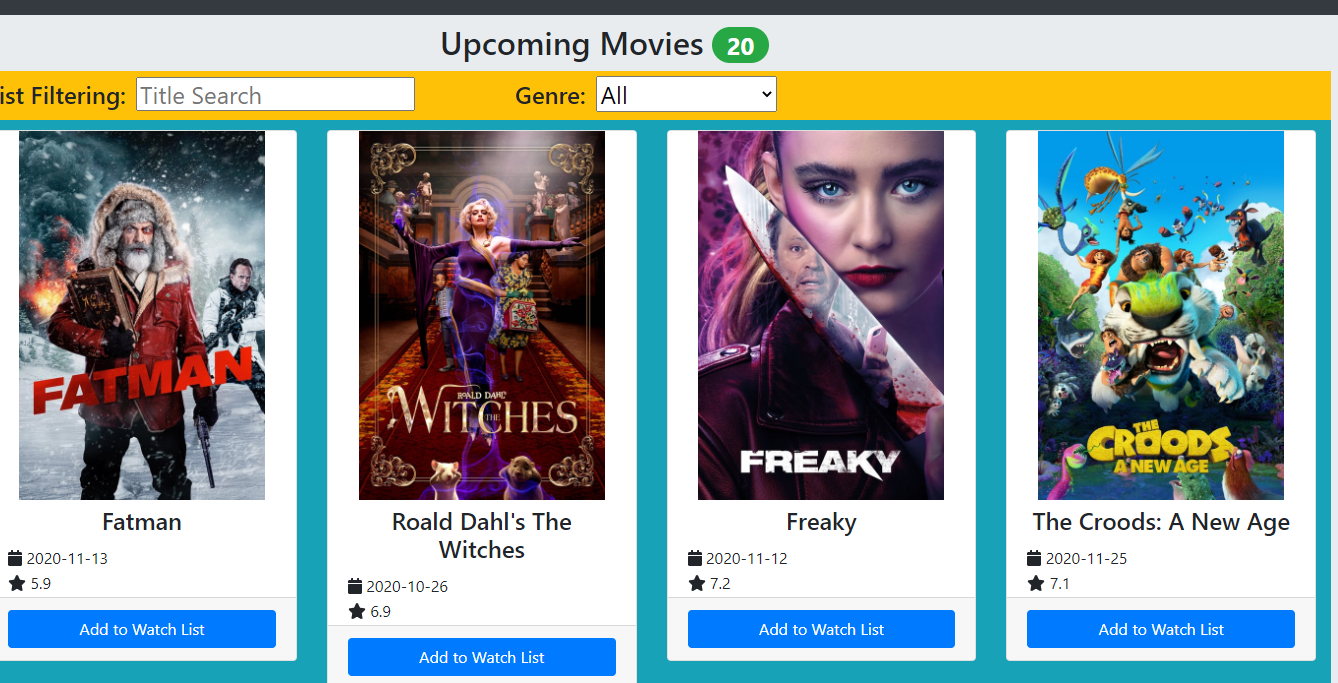 Upcoming Movies 20
ist Filtering: Title Search Genre: All
FATMAN
ROALD DAHL'S
THE WITCHES
FREAKY
THE CROODS
A NEW AGE
Fatman
2020-11-13
5.9
Add to Watch List
Roald Dahl's The
Witches
2020-10-26
6.9
Add to Watch List
Freaky
2020-11-12
7.2
Add to Watch List
The Croods: A New Age
2020-11-25
7.1
Add to Watch List